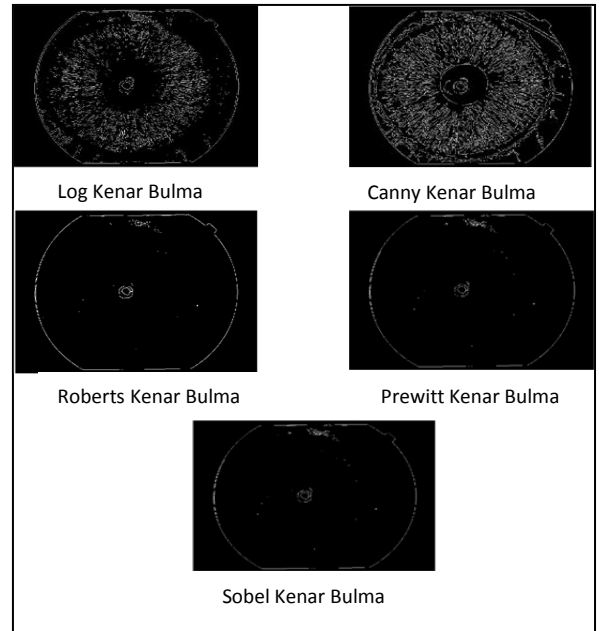 Log Kenar Bulma
Canny Kenar Bulma
Roberts Kenar Bulma
Prewitt Kenar Bulma
Sobel Kenar Bulma